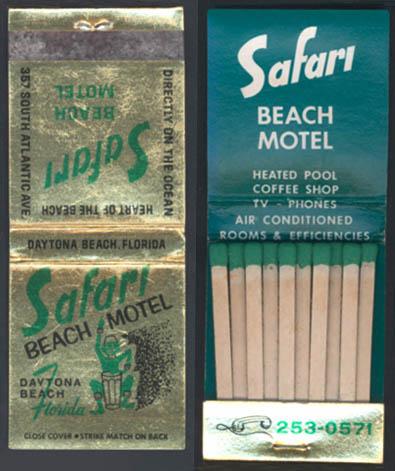 357 SOUTH ATLANTIC AVE
DIRECTLY ON THE OCEAN
Safari
BEACH
MOTEL
HEART OF THE BEACH
DAYTONA BEACH, FLORIDA
Safari
BEACH MOTEL
DAYTONA
BEACH
Florida
CLOSE COVER • STRIKE MATCH ON BACK
Safari
BEACH
MOTEL
HEATED POOL
COFFEE SHOP
TV - PHONES
AIR CONDITIONED
ROOMS & EFFICIENCIES
253-0571